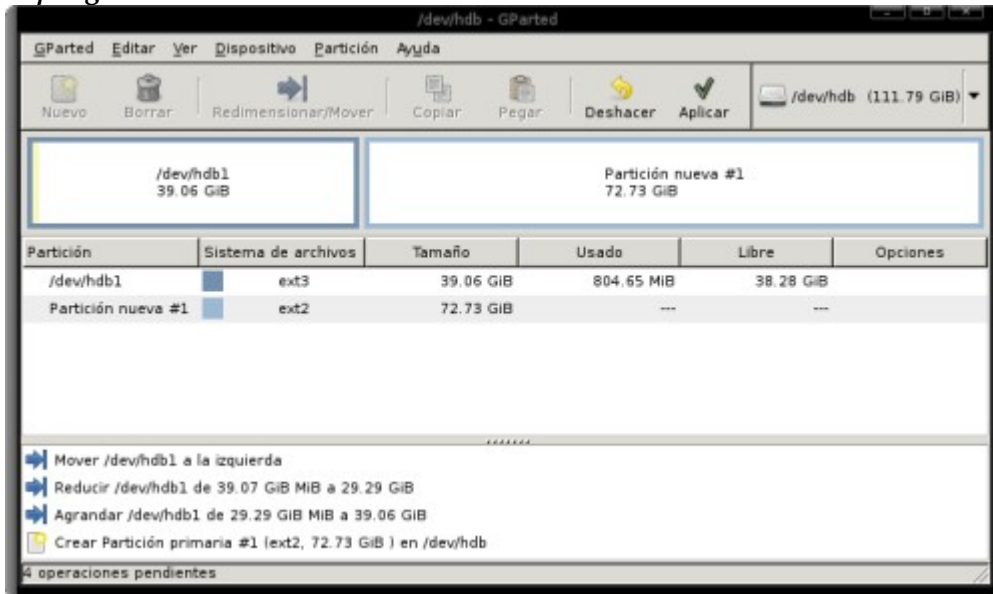 /dev/hdb - GParted
GParted Editar Ver Dispositivo Partición Ayuda
Nuevo Borrar Redimensionar/Mover Copiar Pegar Deshacer Aplicar /dev/hdb (111.79 GiB)
/dev/hdb1 Partición nueva #1
39.06 GiB 72.73 GiB
Partición Sistema de archivos Tamaño Usado Libre Opciones
/dev/hdb1 ext3 39.06 GiB 804.65 MiB 38.28 GiB
Partición nueva #1 ext2 72.73 GiB --- ---
Mover /dev/hdb1 a la izquierda
Reducir /dev/hdb1 de 39.07 GiB MiB a 29.29 GiB
Agrandar /dev/hdb1 de 29.29 GiB MiB a 39.06 GiB
Crear Partición primaria #1 (ext2, 72.73 GiB ) en /dev/hdb
4 operaciones pendientes